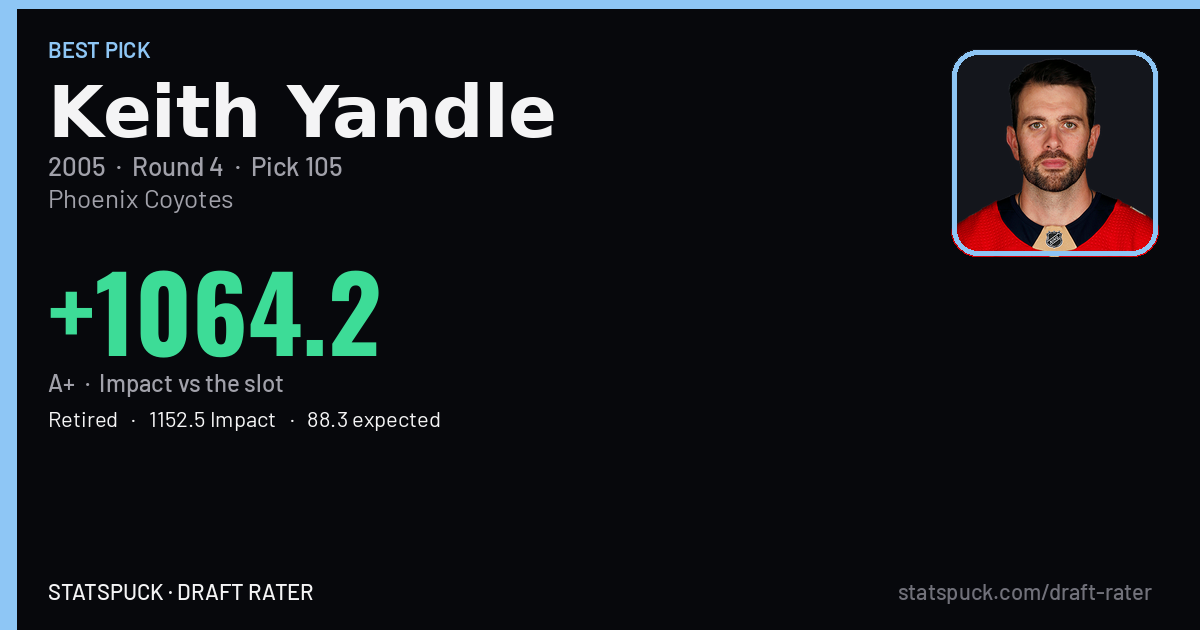 BEST PICK
Keith Yandle
2005 · Round 4 · Pick 105
Phoenix Coyotes
+1064.2
A+ · Impact vs the slot
Retired · 1152.5 Impact · 88.3 expected
STATSPUCK · DRAFT RATER
statspuck.com/draft-rater